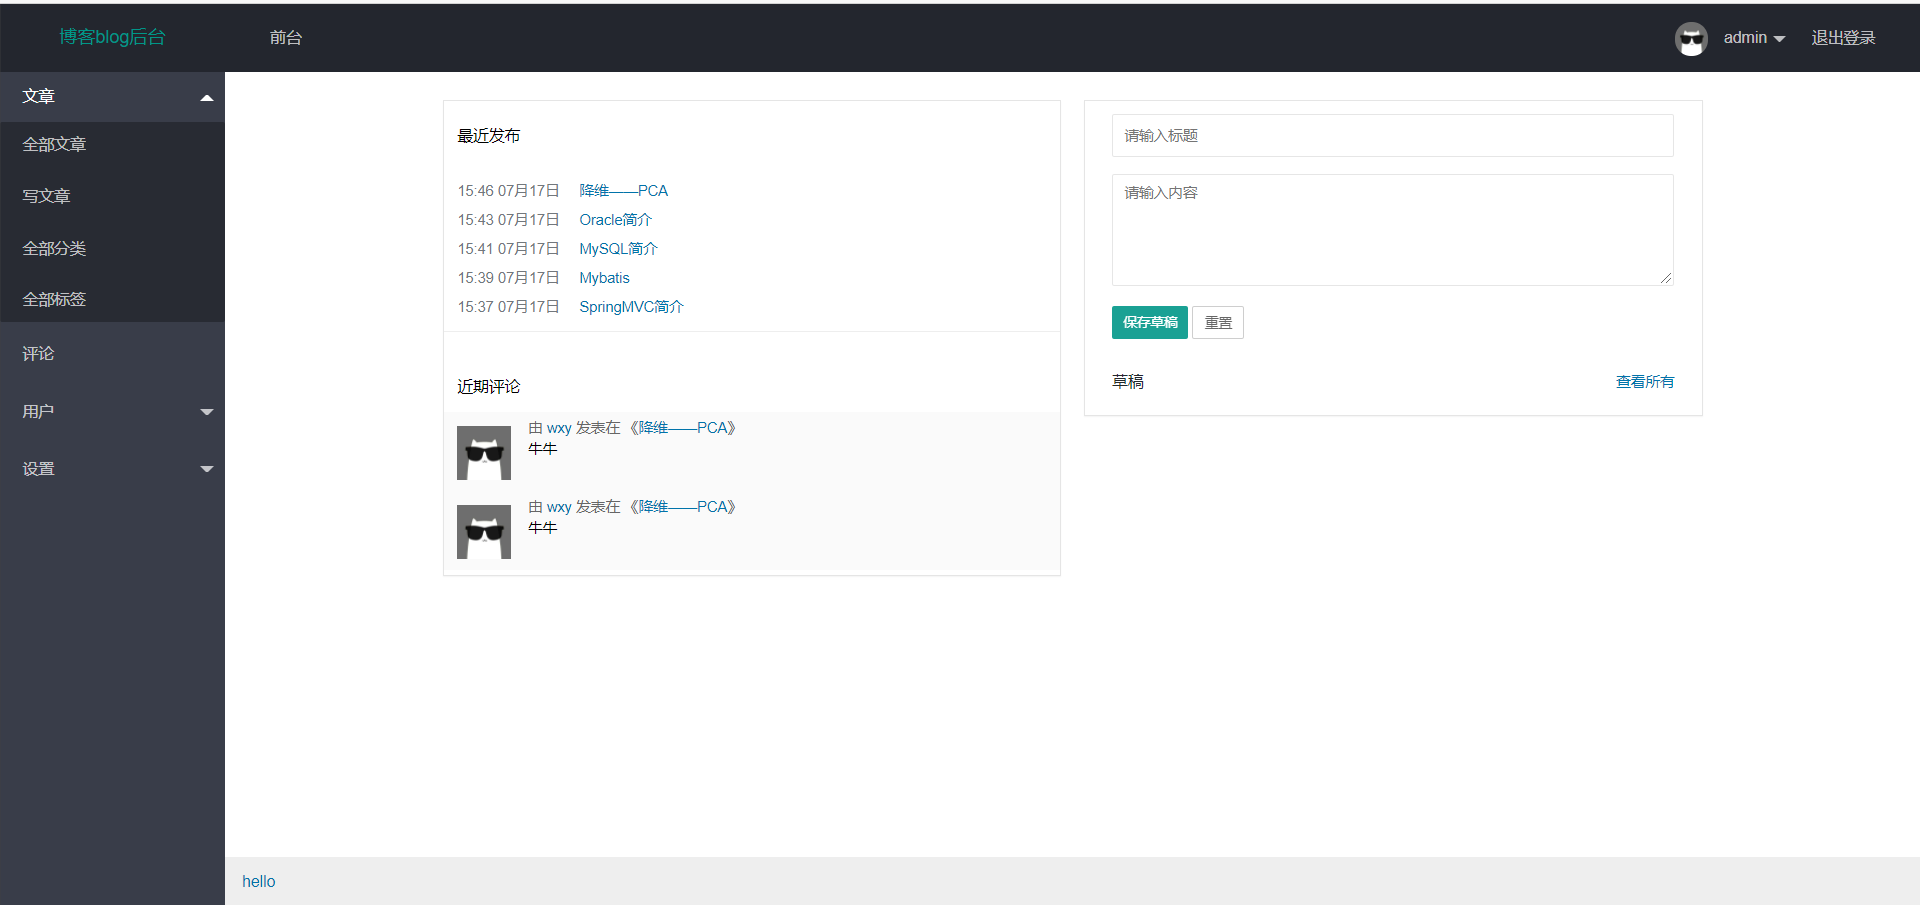 博客blog后台
前台
admin
退出登录
文章
全部文章
写文章
全部分类
全部标签
评论
用户
设置
最近发布
15:46 07月17日 降维——PCA
15:43 07月17日 Oracle简介
15:41 07月17日 MySQL简介
15:39 07月17日 Mybatis
15:37 07月17日 SpringMVC简介
近期评论
由 wxy 发表在 《降维——PCA》
牛牛
由 wxy 发表在 《降维——PCA》
牛牛
请输入标题
请输入内容
保存草稿 重置
草稿 查看所有
hello